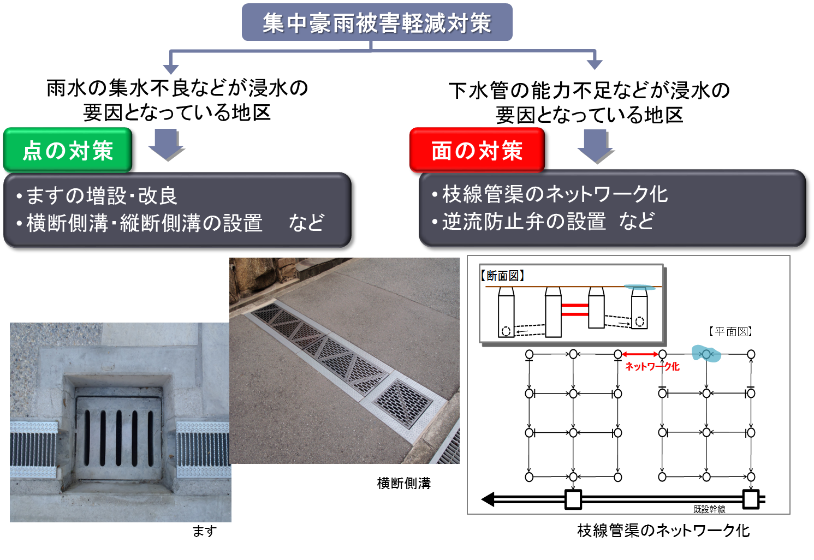 集中豪雨被害軽減対策
雨水の集水不良などが浸水の
要因となっている地区
下水管の能力不足などが浸水の
要因となっている地区
点の対策
・ますの増設・改良
・横断側溝・縦断側溝の設置　など
面の対策
・枝線管渠のネットワーク化
・逆流防止弁の設置 など
【断面図】
【平面図】
ネットワーク化
既設幹線
ます
横断側溝
枝線管渠のネットワーク化